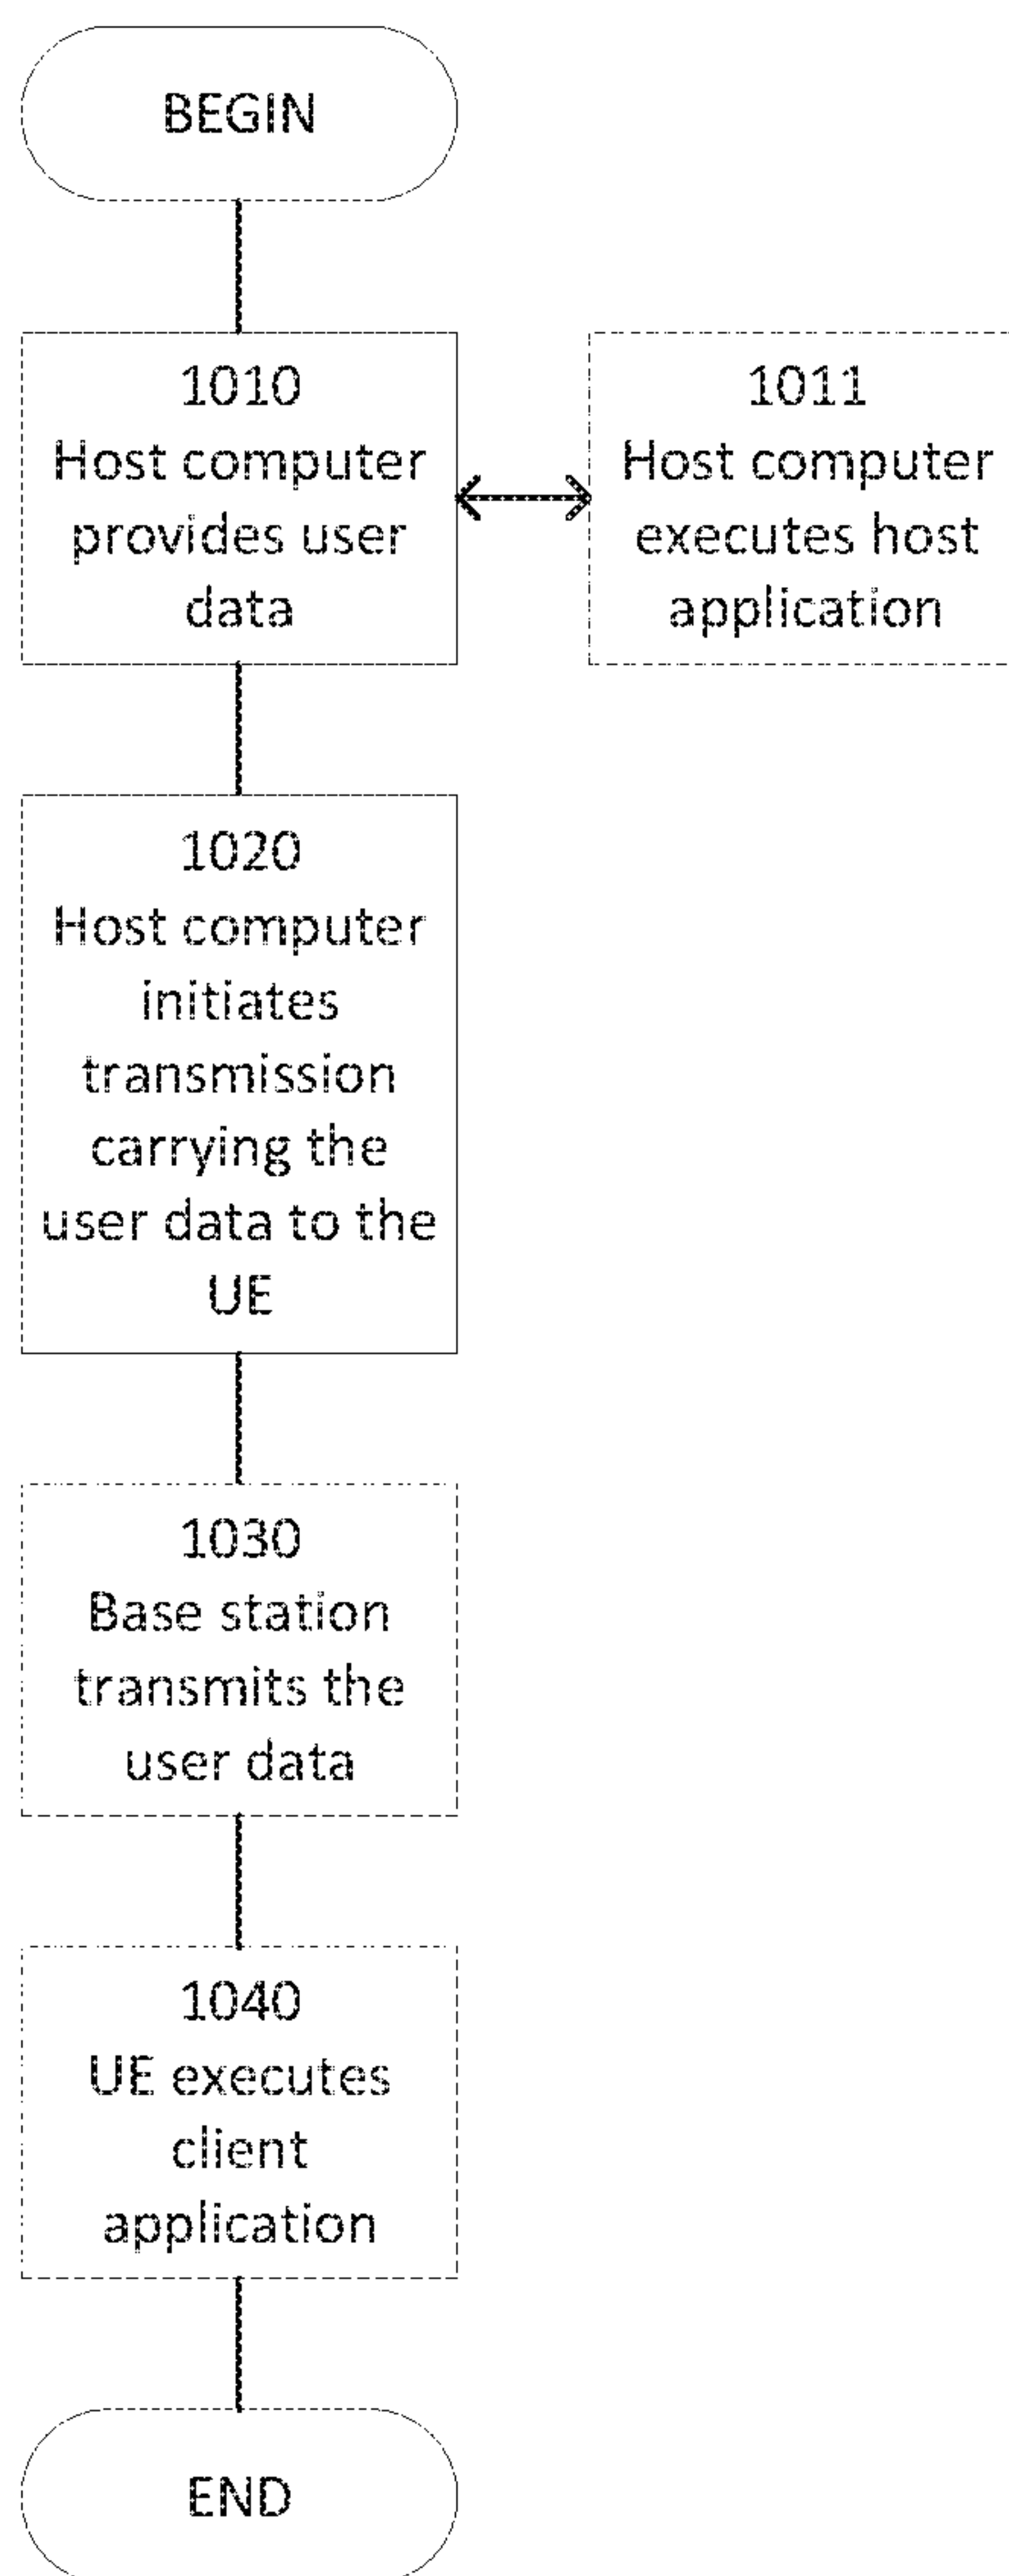 BEGIN
1010
Host computer
provides user
data
1011
Host computer
executes host
application
1020
Host computer
initiates
transmission
carrying the
user data to the
UE
1030
Base station
transmits the
user data
1040
UE executes
client
application
END